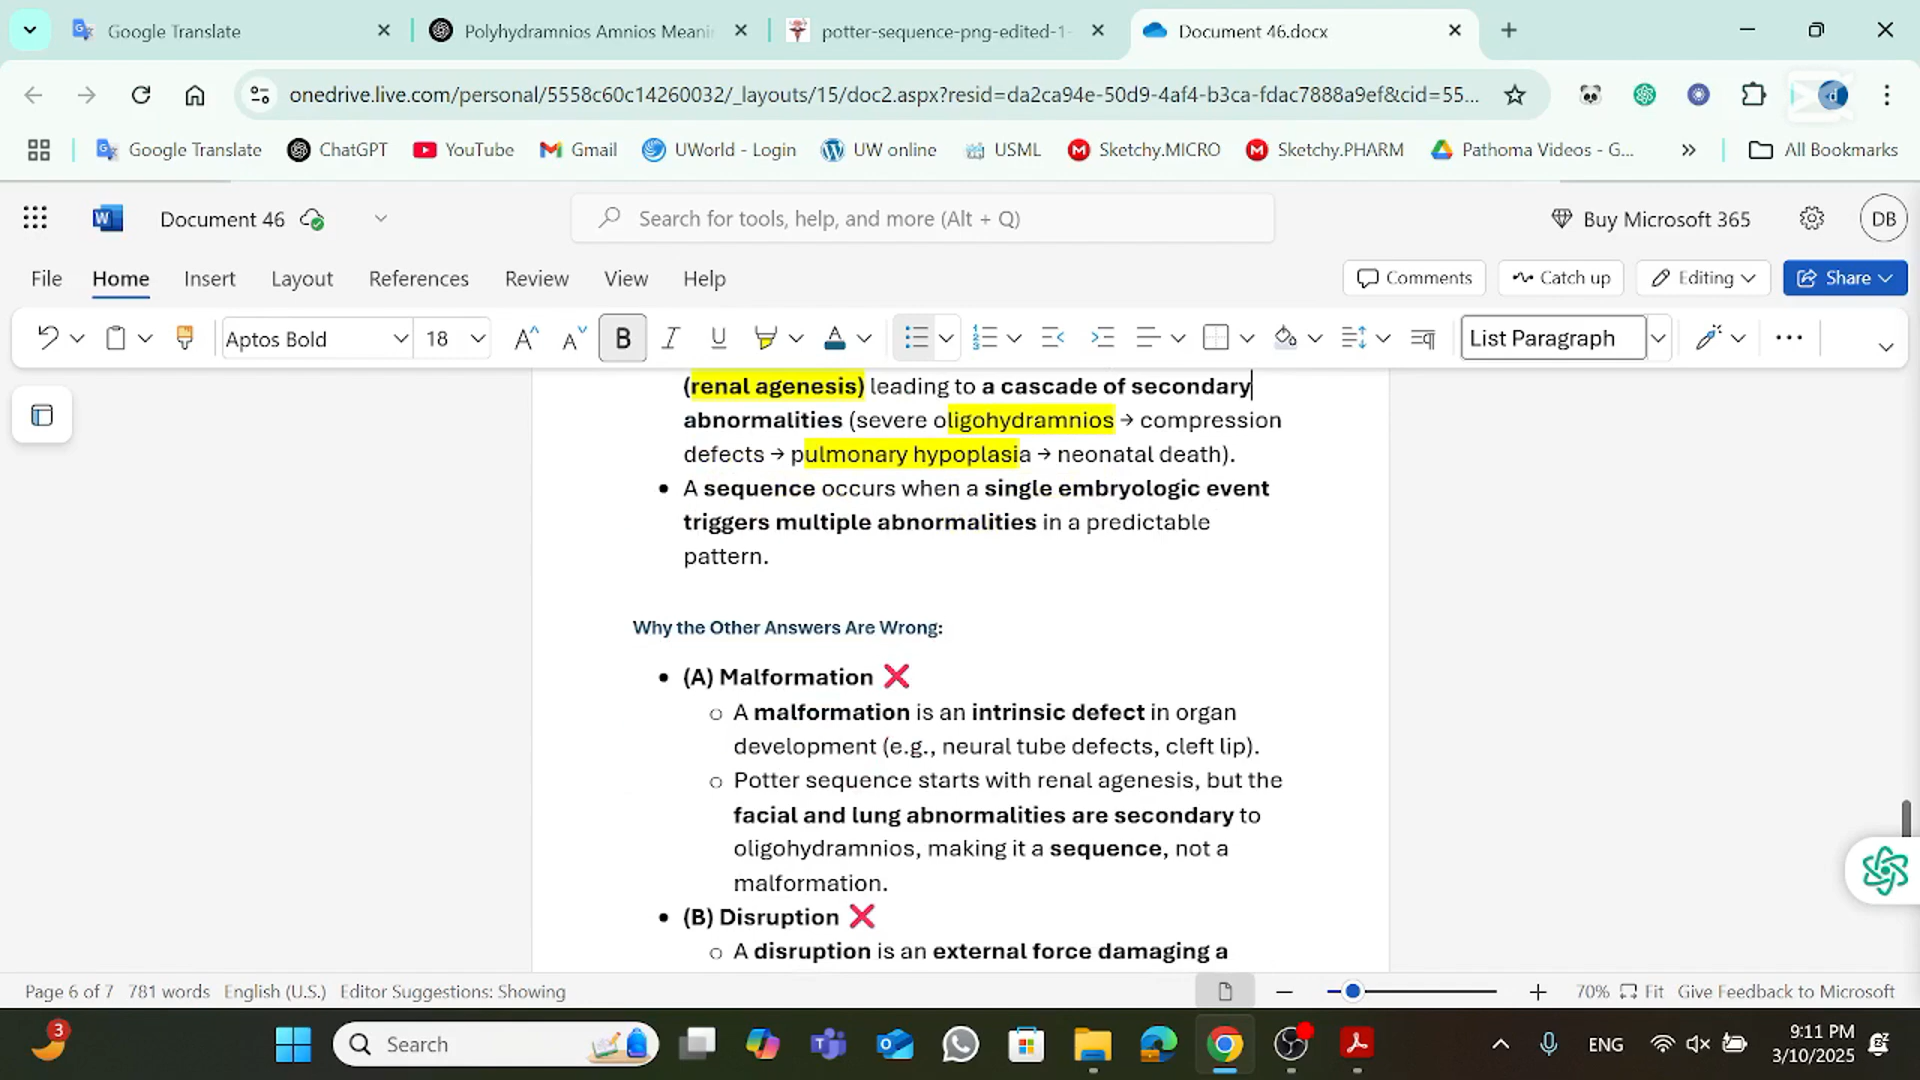 Google Translate
Polyhydramnios Amnios Meani
potter-sequence-png-edited-1-
Document 46.docx
onedrive.live.com/personal/5558c60c14260032/_layouts/15/doc2.aspx?resid=da2ca94e-50d9-4af4-b3ca-fdac7888a9ef&cid=55...
d
Google Translate
ChatGPT
YouTube
Gmail
UWorld - Login
UW online
USML
Sketchy.MICRO
Sketchy.PHARM
Pathoma Videos - G...
All Bookmarks
Document 46
Search for tools, help, and more (Alt + Q)
Buy Microsoft 365
DB
File
Home
Insert
Layout
References
Review
View
Help
Comments
Catch up
Editing
Share
Aptos Bold
18
List Paragraph
(renal agenesis) leading to a cascade of secondary
abnormalities (severe oligohydramnios → compression
defects → pulmonary hypoplasia → neonatal death).
• A sequence occurs when a single embryologic event
triggers multiple abnormalities in a predictable
pattern.
Why the Other Answers Are Wrong:
• (A) Malformation ❌
○ A malformation is an intrinsic defect in organ
development (e.g., neural tube defects, cleft lip).
○ Potter sequence starts with renal agenesis, but the
facial and lung abnormalities are secondary to
oligohydramnios, making it a sequence, not a
malformation.
• (B) Disruption ❌
○ A disruption is an external force damaging a
Page 6 of 7
781 words
English (U.S.)
Editor Suggestions: Showing
70%
Fit
Give Feedback to Microsoft
3
Search
ENG
9:11 PM
3/10/2025